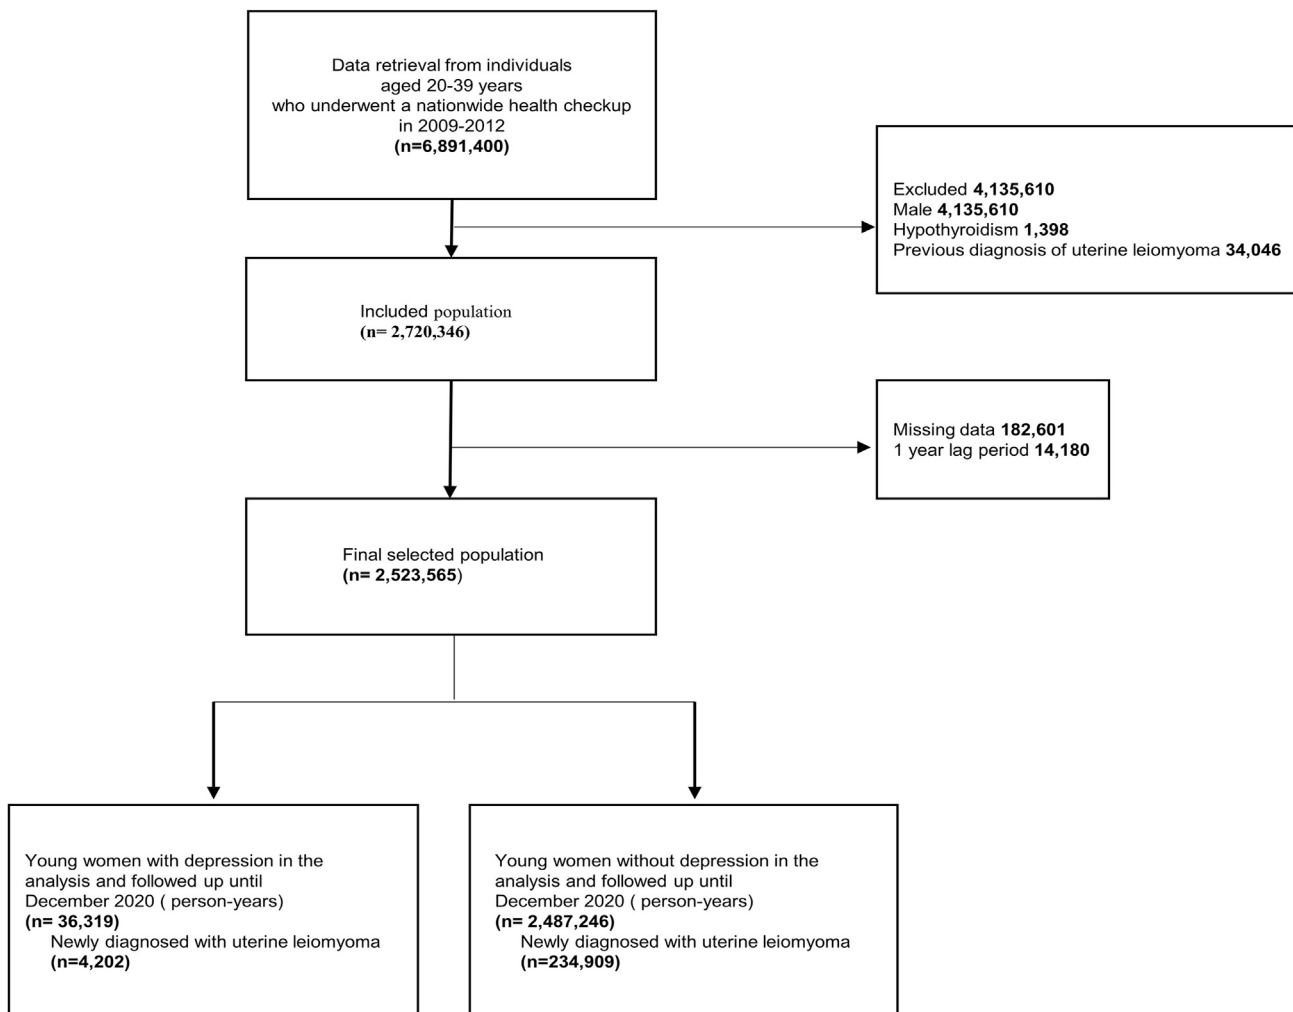 Data retrieval from individuals
aged 20-39 years
who underwent a nationwide health checkup
in 2009-2012
(n=6,891,400)
Excluded 4,135,610
Male 4,135,610
Hypothyroidism 1,398
Previous diagnosis of uterine leiomyoma 34,046
Included population
(n= 2,720,346)
Missing data 182,601
1 year lag period 14,180
Final selected population
(n= 2,523,565)
Young women with depression in the
analysis and followed up until
December 2020 ( person-years)
(n= 36,319)
Newly diagnosed with uterine leiomyoma
(n=4,202)
Young women without depression in the
analysis and followed up until
December 2020 ( person-years)
(n= 2,487,246)
Newly diagnosed with uterine leiomyoma
(n=234,909)